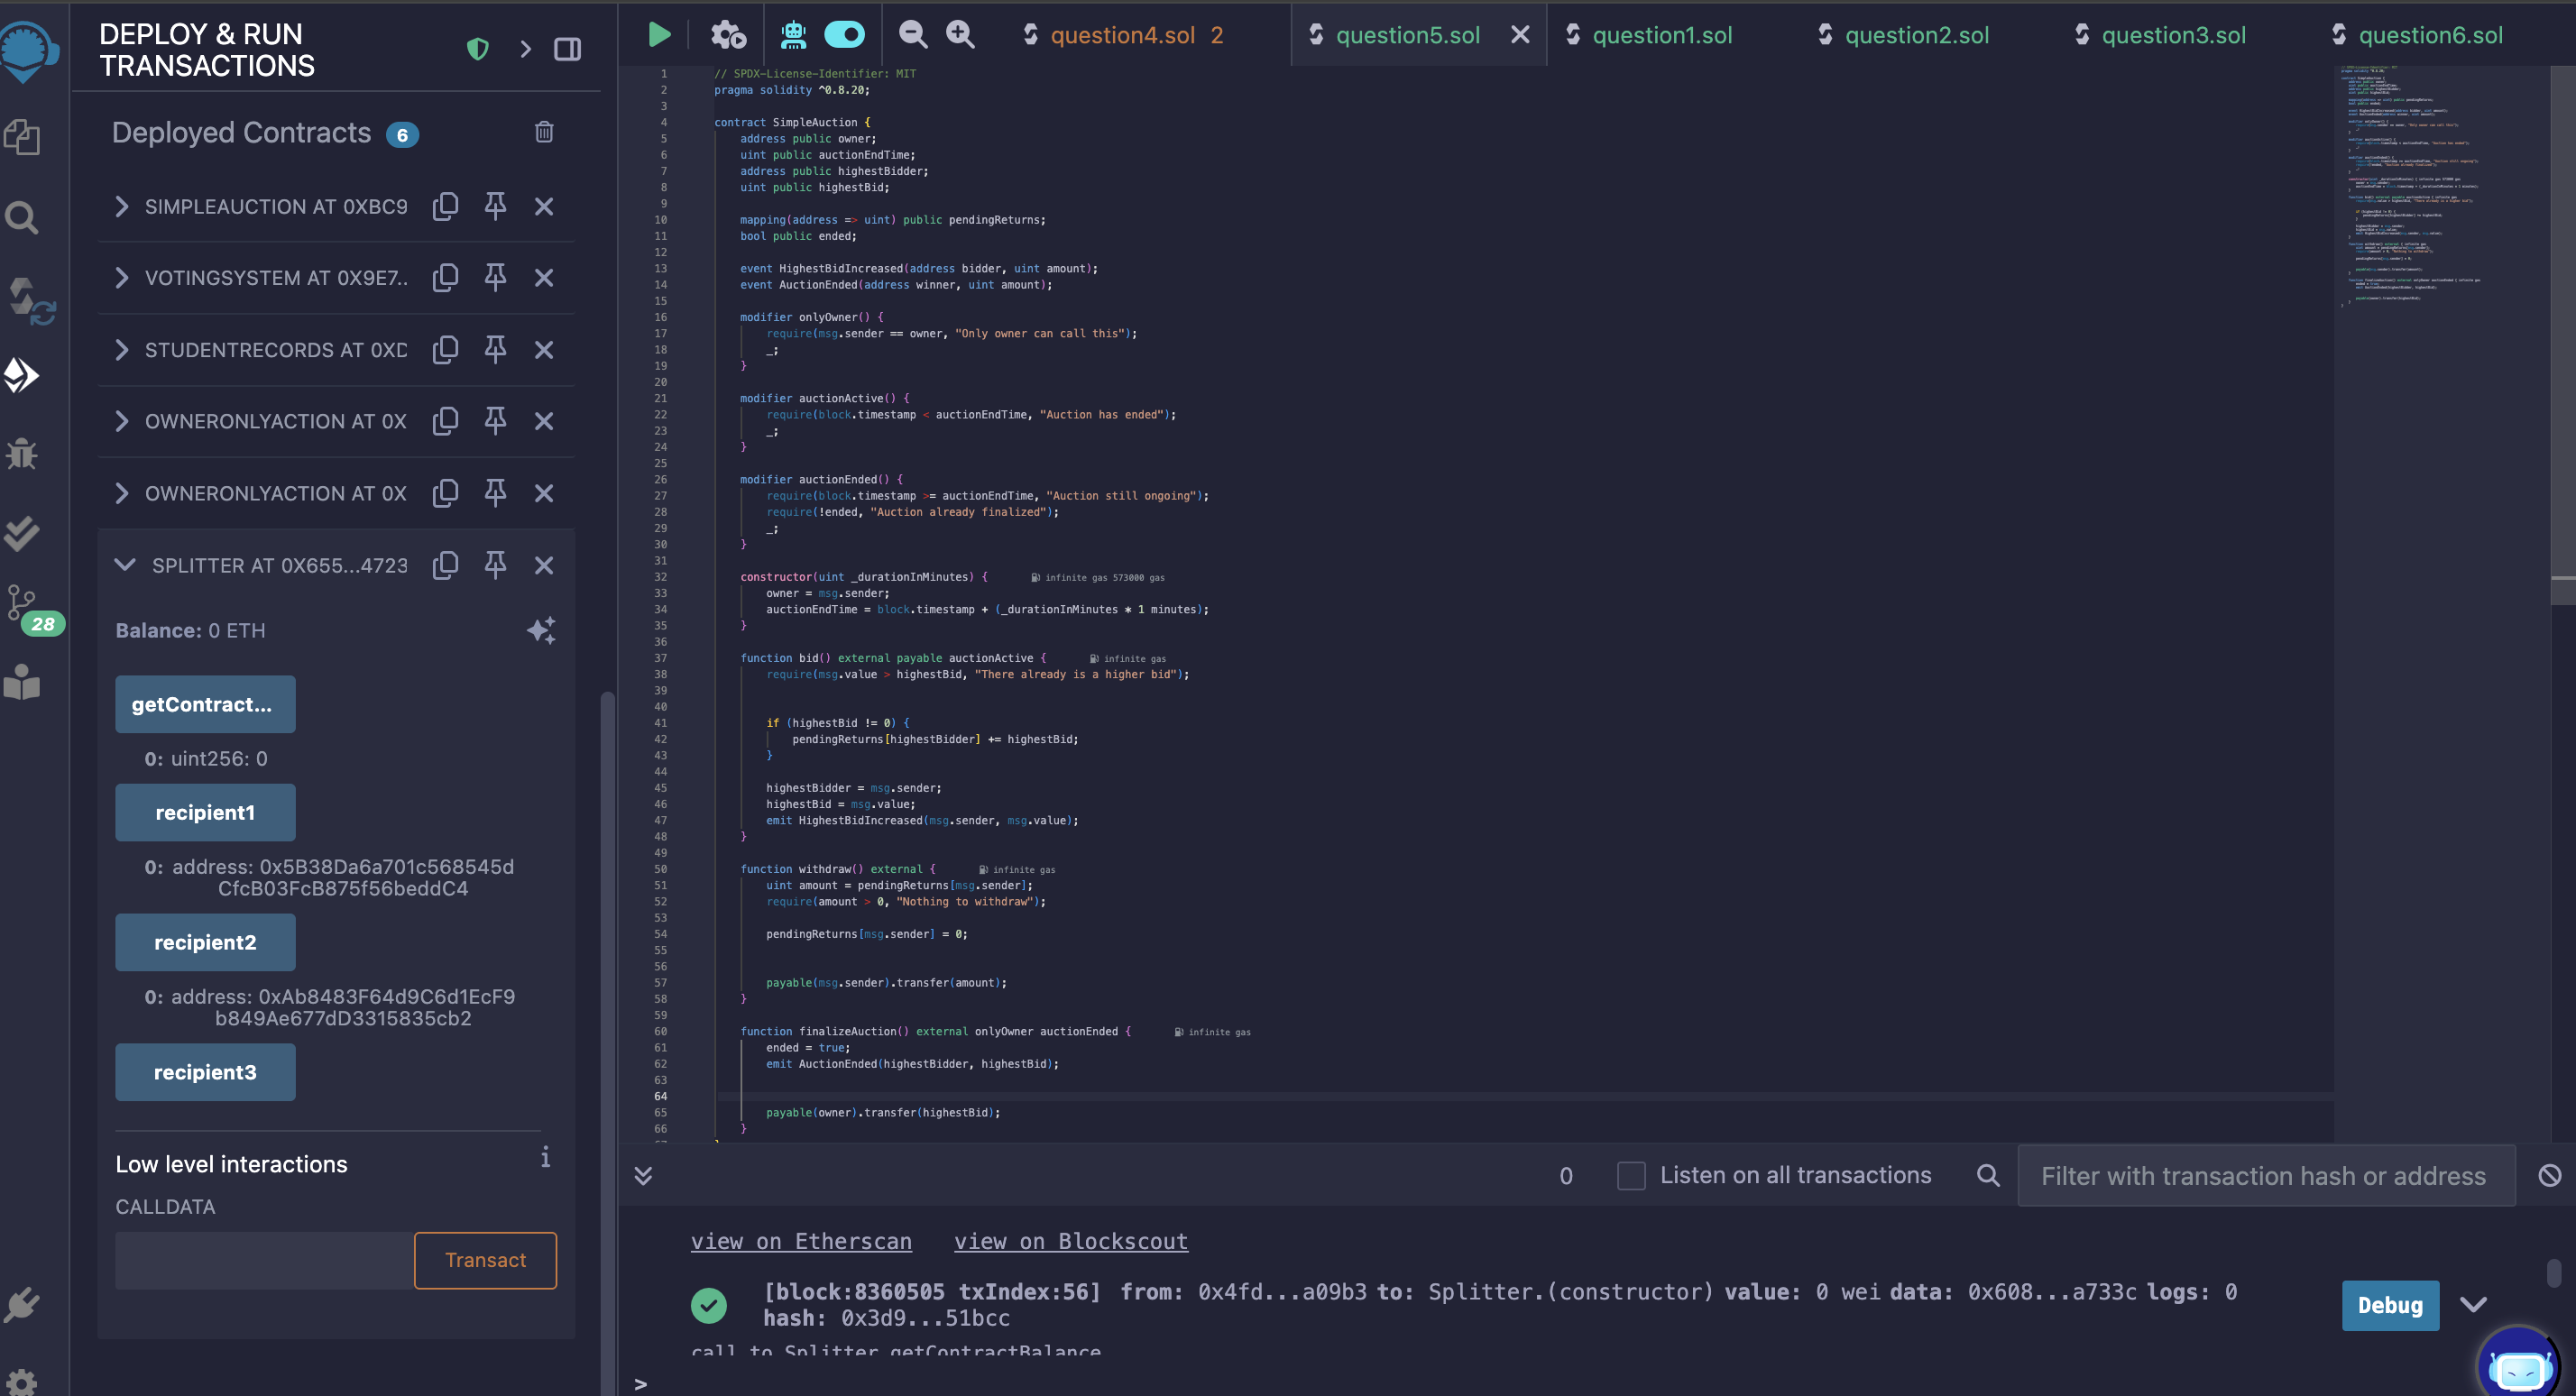 DEPLOY & RUN
TRANSACTIONS
Deployed Contracts 6
SIMPLEAUCTION AT 0XBC9
VOTINGSYSTEM AT 0X9E7..
STUDENTRECORDS AT 0XD
OWNERONLYACTION AT 0X
OWNERONLYACTION AT 0X
SPLITTER AT 0X655...4723
28
Balance: 0 ETH
getContract...
0: uint256: 0
recipient1
0: address: 0x5B38Da6a701c568545d
CfcB03FcB875f56beddC4
recipient2
0: address: 0xAb8483F64d9C6d1EcF9
b849Ae677dD3315835cb2
recipient3
Low level interactions
i
CALLDATA
Transact
question4.sol 2
question5.sol
question1.sol
question2.sol
question3.sol
question6.sol
1 // SPDX-License-Identifier: MIT
2 pragma solidity ^0.8.20;
3
4 contract SimpleAuction {
5 address public owner;
6 uint public auctionEndTime;
7 address public highestBidder;
8 uint public highestBid;
9
10 mapping(address => uint) public pendingReturns;
11 bool public ended;
12
13 event HighestBidIncreased(address bidder, uint amount);
14 event AuctionEnded(address winner, uint amount);
15
16 modifier onlyOwner() {
17 require(msg.sender == owner, "Only owner can call this");
18 _;
19 }
20
21 modifier auctionActive() {
22 require(block.timestamp < auctionEndTime, "Auction has ended");
23 _;
24 }
25
26 modifier auctionEnded() {
27 require(block.timestamp >= auctionEndTime, "Auction still ongoing");
28 require(!ended, "Auction already finalized");
29 _;
30 }
31
32 constructor(uint _durationInMinutes) { infinite gas 573000 gas
33 owner = msg.sender;
34 auctionEndTime = block.timestamp + (_durationInMinutes * 1 minutes);
35 }
36
37 function bid() external payable auctionActive { infinite gas
38 require(msg.value > highestBid, "There already is a higher bid");
39
40
41 if (highestBid != 0) {
42 pendingReturns[highestBidder] += highestBid;
43 }
44
45 highestBidder = msg.sender;
46 highestBid = msg.value;
47 emit HighestBidIncreased(msg.sender, msg.value);
48 }
49
50 function withdraw() external { infinite gas
51 uint amount = pendingReturns[msg.sender];
52 require(amount > 0, "Nothing to withdraw");
53
54 pendingReturns[msg.sender] = 0;
55
56
57 payable(msg.sender).transfer(amount);
58 }
59
60 function finalizeAuction() external onlyOwner auctionEnded { infinite gas
61 ended = true;
62 emit AuctionEnded(highestBidder, highestBid);
63
64
65 payable(owner).transfer(highestBid);
66 }
0
Listen on all transactions
Filter with transaction hash or address
view on Etherscan view on Blockscout
[block:8360505 txIndex:56] from: 0x4fd...a09b3 to: Splitter.(constructor) value: 0 wei data: 0x608...a733c logs: 0
hash: 0x3d9...51bcc
Debug
call to Splitter.getContractBalance
>